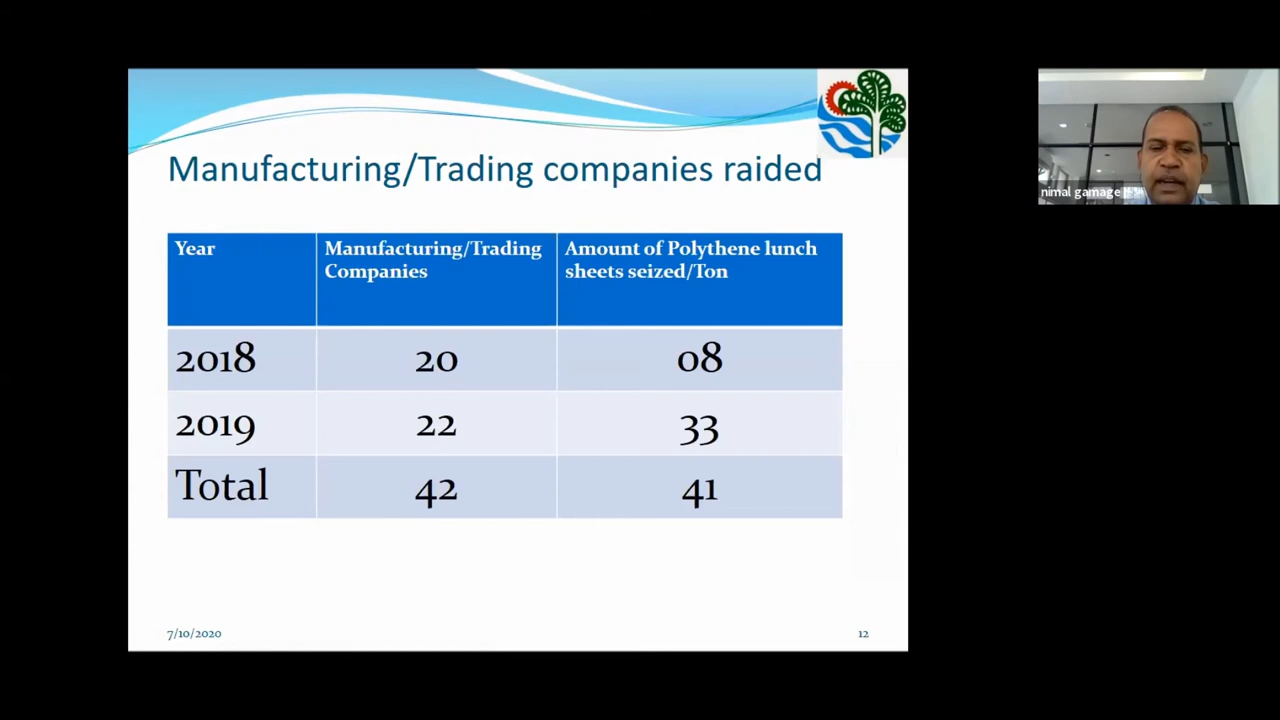 Manufacturing/Trading companies raided
Year
Manufacturing/Trading
Companies
Amount of Polythene lunch
sheets seized/Ton
2018
20
08
2019
22
33
Total
42
41
7/10/2020
12
nimal gamage